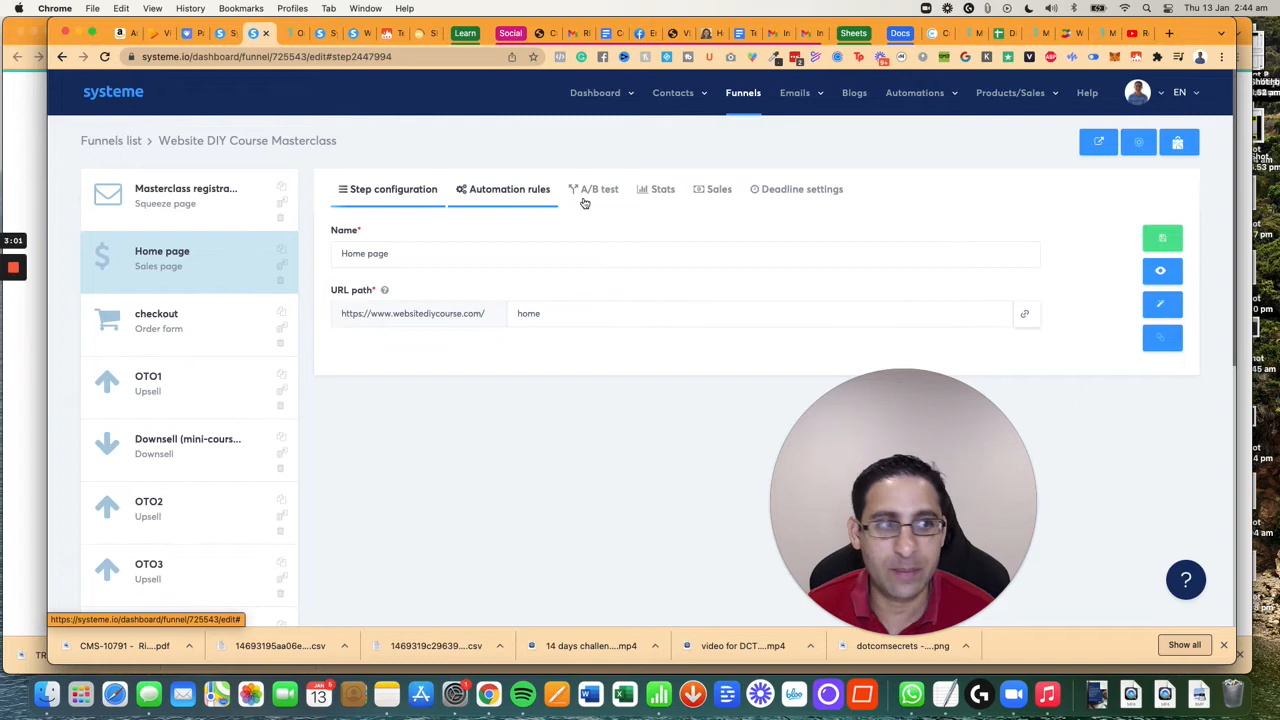 Chrome File Edit View History Bookmarks Profiles Tab Window Help
Thu 13 Jan 2:44 am
Learn Social Sheets Docs
systeme.io/dashboard/funnel/725543/edit#step2447994
systeme Dashboard Contacts Funnels Emails Blogs Automations Products/Sales Help EN
Funnels list > Website DIY Course Masterclass
Masterclass registra...
Squeeze page
Home page
Sales page
checkout
Order form
OTO1
Upsell
Downsell (mini-cours...
Downsell
OTO2
Upsell
OTO3
Upsell
Step configuration Automation rules A/B test Stats Sales Deadline settings
Name*
Home page
URL path*
https://www.websitediycourse.com/ home
3:01
?
https://systeme.io/dashboard/funnel/725543/edit#
CMS-10791 - Ri....pdf 14693195aa06e....csv 1469319c29639....csv 14 days challen....mp4 video for DCT....mp4 dotcomsecrets -....png Show all
TR
JAN
13